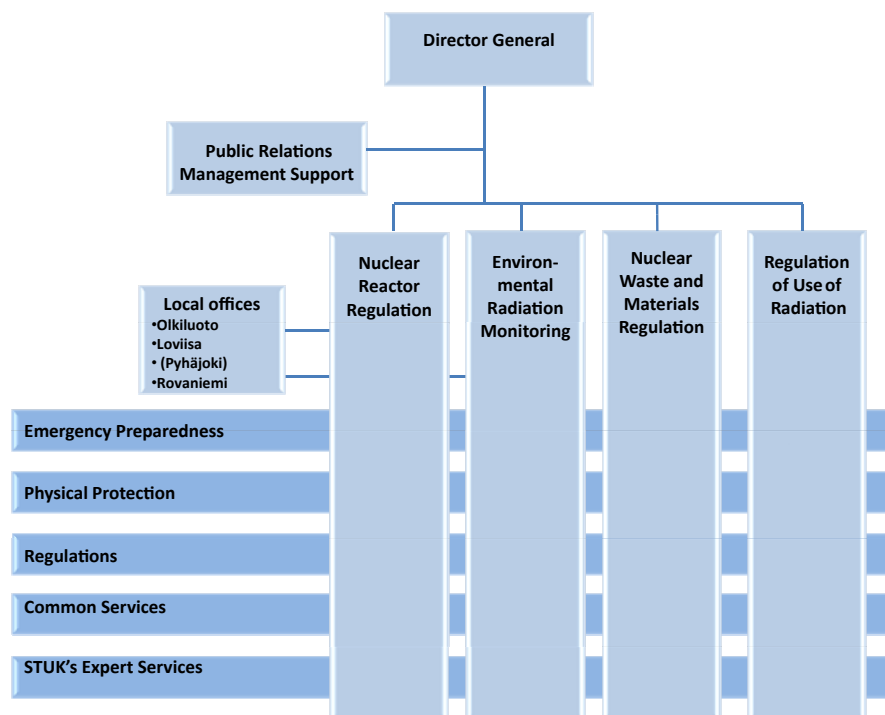 Director General
Public Relations
Management Support
Nuclear
Reactor
Regulation
Environ-
mental
Radiation
Monitoring
Nuclear
Waste and
Materials
Regulation
Regulation
of Use of
Radiation
Local offices
•Olkiluoto
•Loviisa
• (Pyhäjoki)
•Rovaniemi
Emergency Preparedness
Physical Protection
Regulations
Common Services
STUK's Expert Services